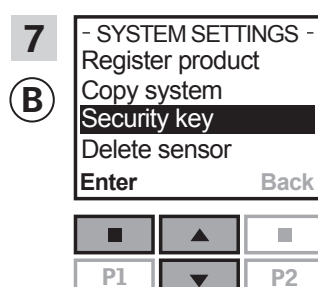 7
B
- SYSTEM SETTINGS -
Register product
Copy system
Security key
Delete sensor
Enter Back
P1 P2